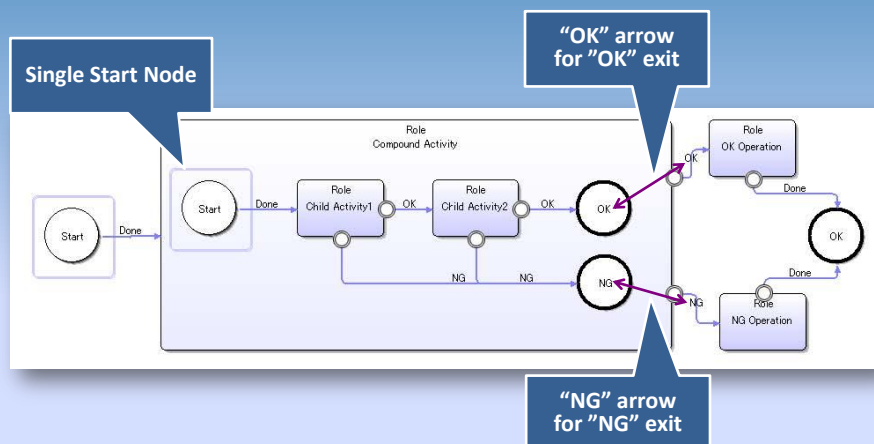 “OK” arrow
for ”OK” exit
Single Start Node
Role
Compound Activity
Role
OK Operation
OK
Done
Start
Done
Start
Done
Role
Child Activity1
OK
Role
Child Activity2
OK
OK
OK
NG
NG
NG
NG
Done
Role
NG Operation
“NG” arrow
for ”NG” exit